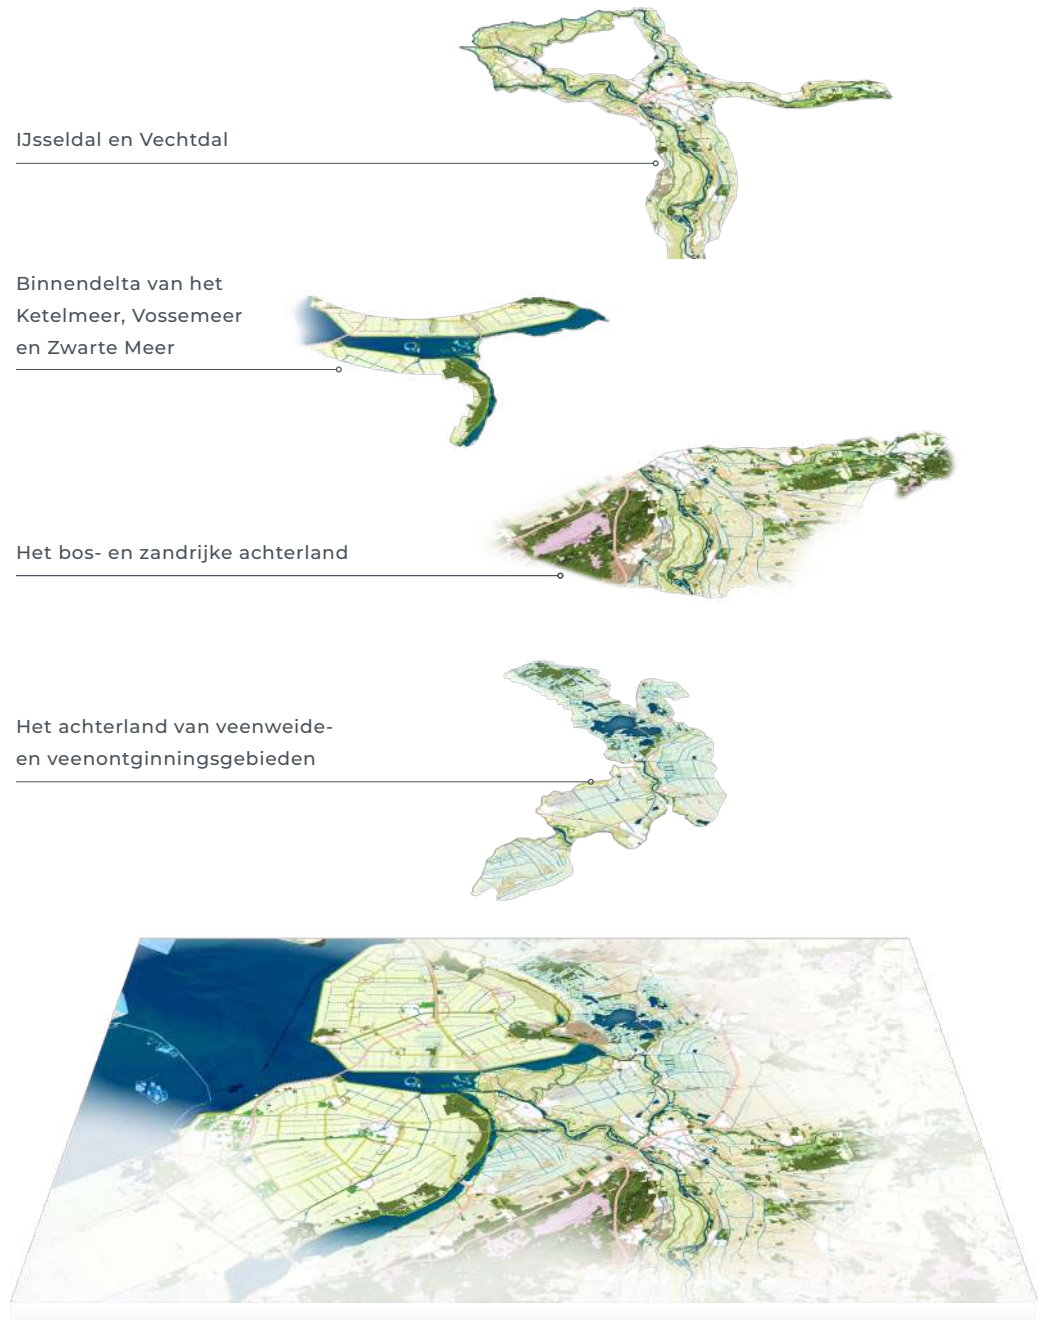 IJsseldal en Vechtdal
Binnendelta van het
Ketelmeer, Vossemeer
en Zwarte Meer
Het bos- en zandrijke achterland
Het achterland van veenweide-
en veenontginningsgebieden